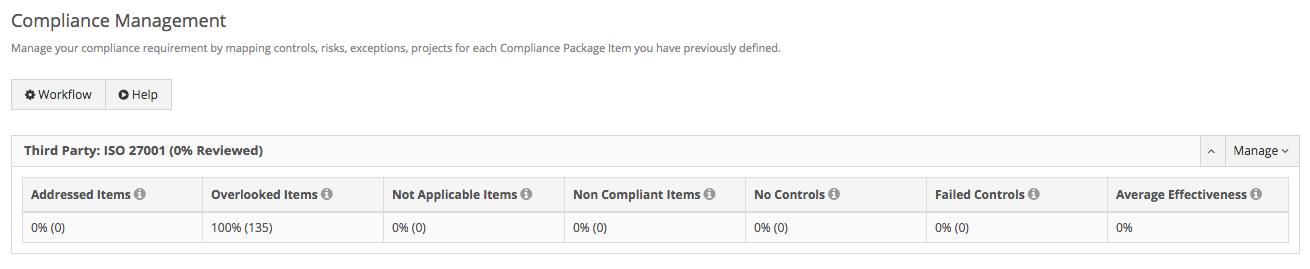 Compliance Management
Manage your compliance requirement by mapping controls, risks, exceptions, projects for each Compliance Package Item you have previously defined.
Workflow Help
Third Party: ISO 27001 (0% Reviewed) Manage
Addressed Items Overlooked Items Not Applicable Items Non Compliant Items No Controls Failed Controls Average Effectiveness
0% (0) 100% (135) 0% (0) 0% (0) 0% (0) 0% (0) 0%